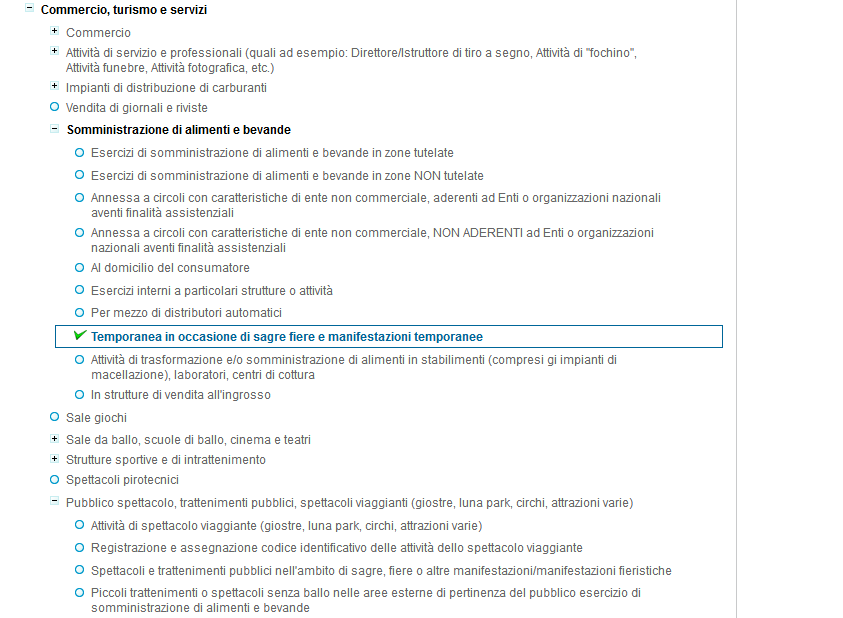 Commercio, turismo e servizi
Commercio
Attività di servizio e professionali (quali ad esempio: Direttore/Istruttore di tiro a segno, Attività di "fochino",
Attività funebre, Attività fotografica, etc.)
Impianti di distribuzione di carburanti
Vendita di giornali e riviste
Somministrazione di alimenti e bevande
Esercizi di somministrazione di alimenti e bevande in zone tutelate
Esercizi di somministrazione di alimenti e bevande in zone NON tutelate
Annessa a circoli con caratteristiche di ente non commerciale, aderenti ad Enti o organizzazioni nazionali
aventi finalità assistenziali
Annessa a circoli con caratteristiche di ente non commerciale, NON ADERENTI ad Enti o organizzazioni
nazionali aventi finalità assistenziali
Al domicilio del consumatore
Esercizi interni a particolari strutture o attività
Per mezzo di distributori automatici
Temporanea in occasione di sagre fiere e manifestazioni temporanee
Attività di trasformazione e/o somministrazione di alimenti in stabilimenti (compresi gi impianti di
macellazione), laboratori, centri di cottura
In strutture di vendita all'ingrosso
Sale giochi
Sale da ballo, scuole di ballo, cinema e teatri
Strutture sportive e di intrattenimento
Spettacoli pirotecnici
Pubblico spettacolo, trattenimenti pubblici, spettacoli viaggianti (giostre, luna park, circhi, attrazioni varie)
Attività di spettacolo viaggiante (giostre, luna park, circhi, attrazioni varie)
Registrazione e assegnazione codice identificativo delle attività dello spettacolo viaggiante
Spettacoli e trattenimenti pubblici nell'ambito di sagre, fiere o altre manifestazioni/manifestazioni fieristiche
Piccoli trattenimenti o spettacoli senza ballo nelle aree esterne di pertinenza del pubblico esercizio di
somministrazione di alimenti e bevande